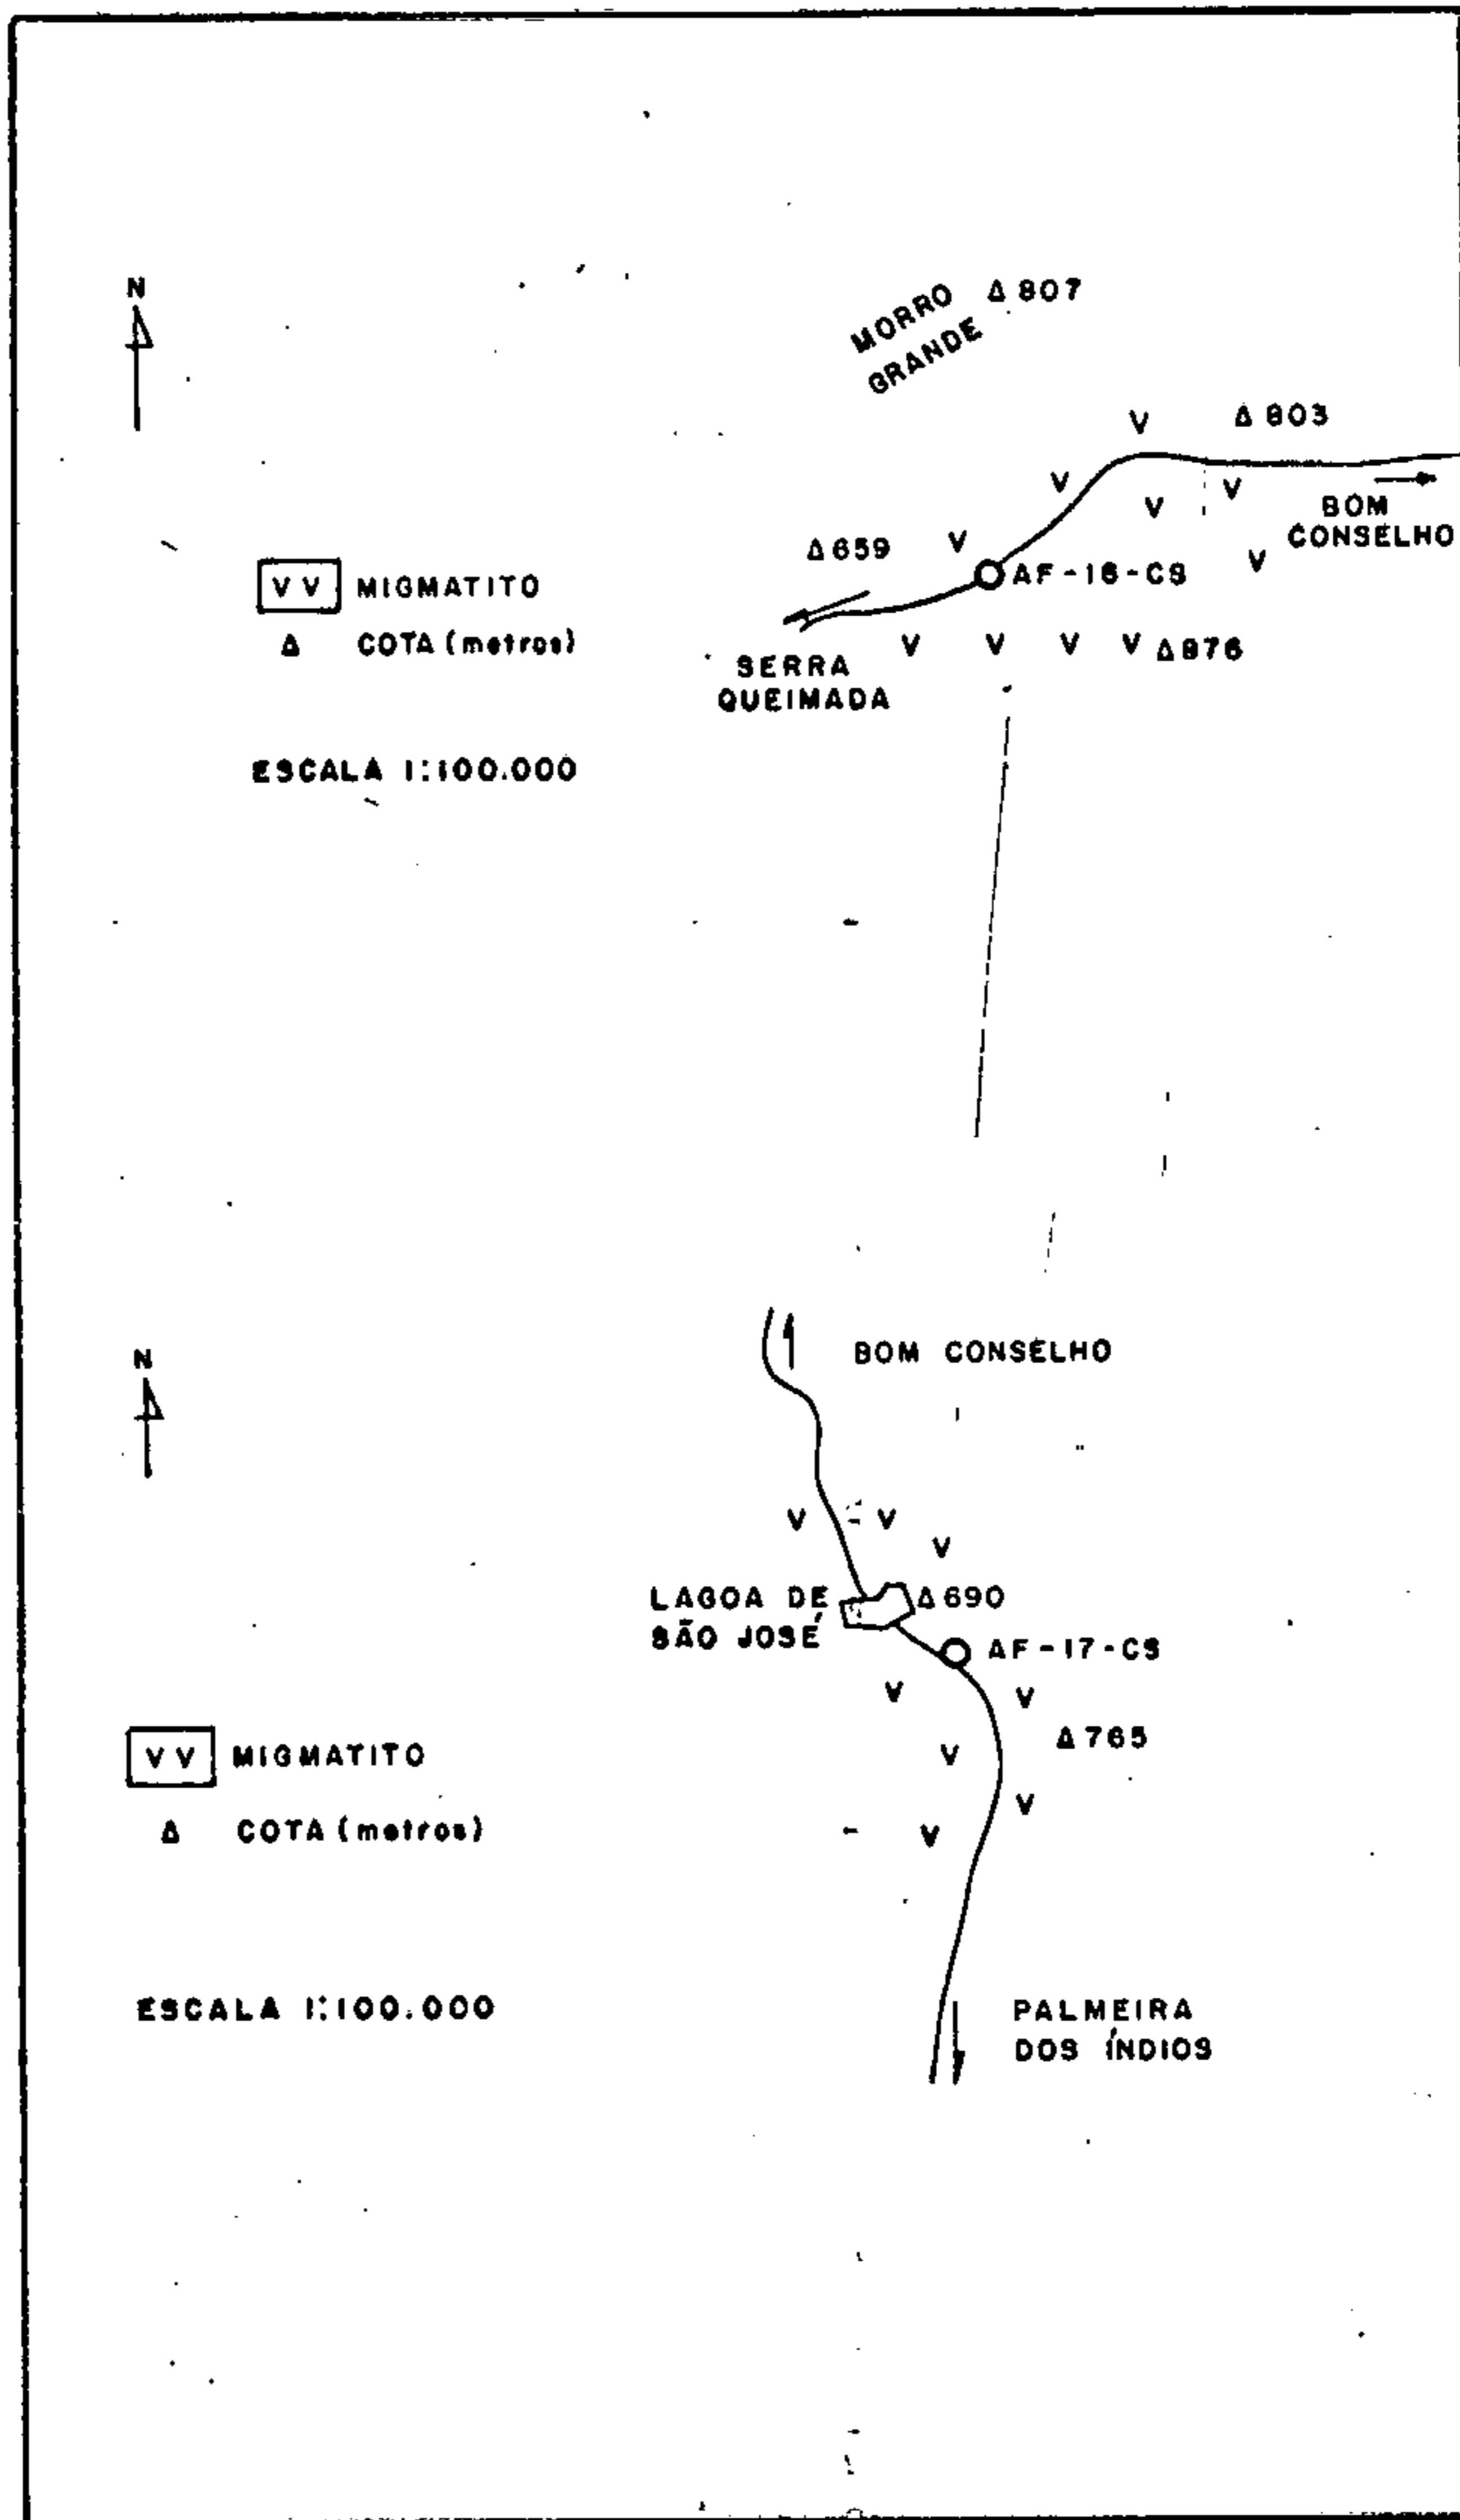 N
MORRO Δ 807
GRANDE
V Δ 803
V V V
BOM
CONSELHO
Δ 659 V V
V V MIGMATITO
AF-16-CS
Δ COTA (metros)
V V V V Δ 876
SERRA
QUEIMADA
ESCALA 1:100.000
N
BOM CONSELHO
V V V
LAGOA DE
SÃO JOSÉ
Δ 690
AF-17-CS
V V
Δ 765
V V MIGMATITO
V V
Δ COTA (metros)
V
ESCALA 1:100.000
PALMEIRA
DOS ÍNDIOS